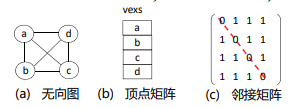 vexs
a d
b c
a
b
c
d
0 1 1 1
1 0 1 1
1 1 0 1
1 1 1 0
(a) 无向图 (b) 顶点矩阵 (c) 邻接矩阵